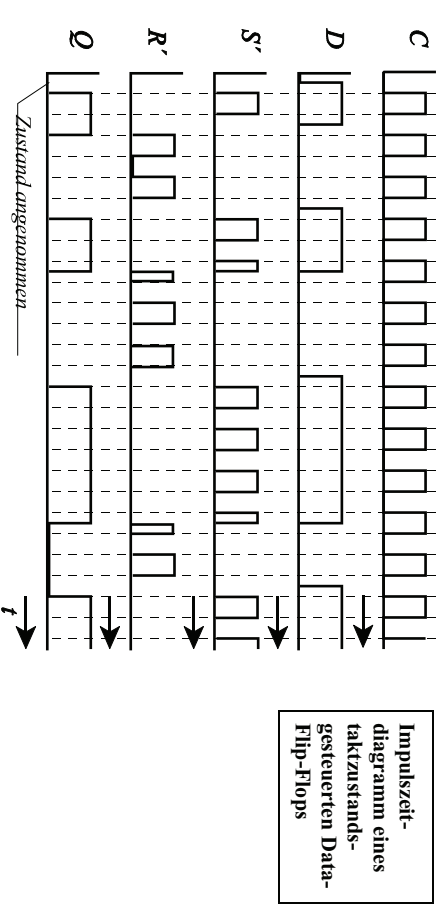 C
D
S'
R'
Q
Zustand angenommen
t
Impulszeit-
diagramm eines
taktzustands-
gesteuerten Data-
Flip-Flops